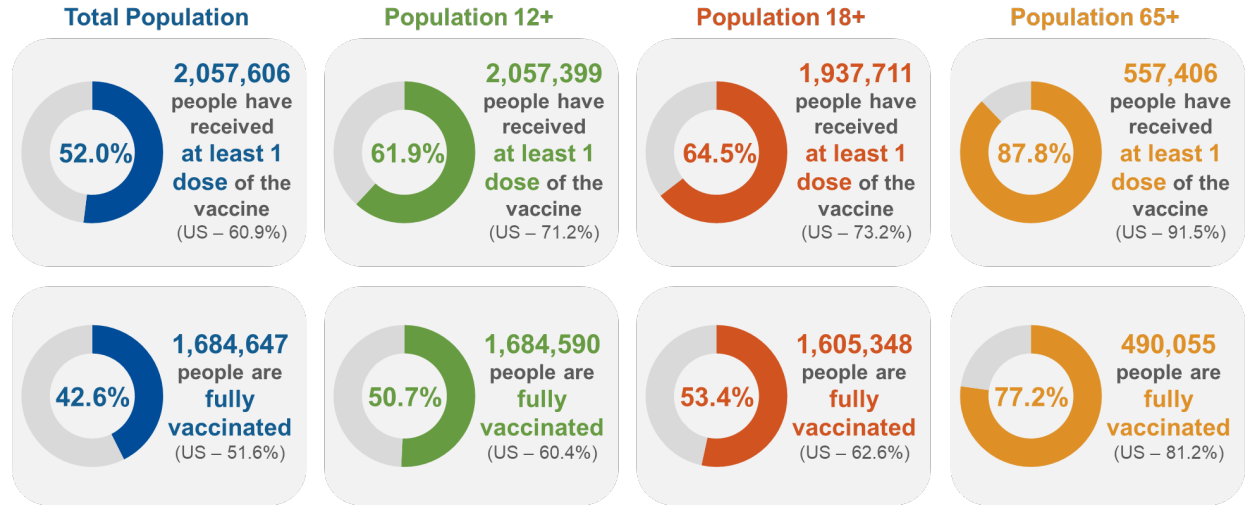 Total Population
Population 12+
Population 18+
Population 65+
52.0%
2,057,606
people have
received
at least 1
dose of the
vaccine
(US – 60.9%)
61.9%
2,057,399
people have
received
at least 1
dose of the
vaccine
(US – 71.2%)
64.5%
1,937,711
people have
received
at least 1
dose of the
vaccine
(US – 73.2%)
87.8%
557,406
people have
received
at least 1
dose of the
vaccine
(US – 91.5%)
42.6%
1,684,647
people are
fully
vaccinated
(US – 51.6%)
50.7%
1,684,590
people are
fully
vaccinated
(US – 60.4%)
53.4%
1,605,348
people are
fully
vaccinated
(US – 62.6%)
77.2%
490,055
people are
fully
vaccinated
(US – 81.2%)